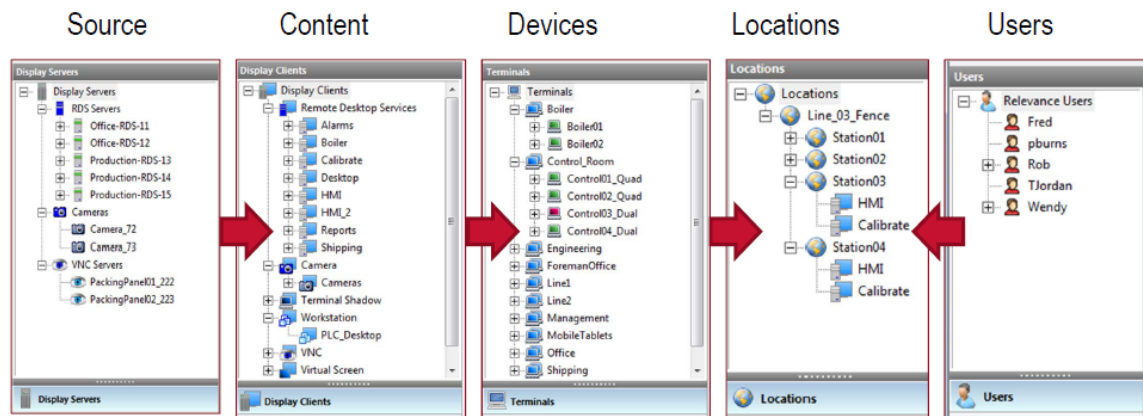 Source
Content
Devices
Locations
Users
Display Servers
Display Servers
RDS Servers
Office-RDS-11
Office-RDS-12
Production-RDS-13
Production-RDS-14
Production-RDS-15
Cameras
Camera_72
Camera_73
VNC Servers
PackingPanel01_222
PackingPanel02_223
Display Servers
Display Clients
Display Clients
Remote Desktop Services
Alarms
Boiler
Calibrate
Desktop
HMI
HMI_2
Reports
Shipping
Camera
Cameras
Terminal Shadow
Workstation
PLC_Desktop
VNC
Virtual Screen
Display Clients
Terminals
Terminals
Boiler
Boiler01
Boiler02
Control_Room
Control01_Quad
Control02_Quad
Control03_Dual
Control04_Dual
Engineering
ForemanOffice
Line1
Line2
Management
MobileTablets
Office
Shipping
Terminals
Locations
Locations
Line_03_Fence
Station01
Station02
Station03
HMI
Calibrate
Station04
HMI
Calibrate
Locations
Users
Relevance Users
Fred
pburns
Rob
TJordan
Wendy
Users